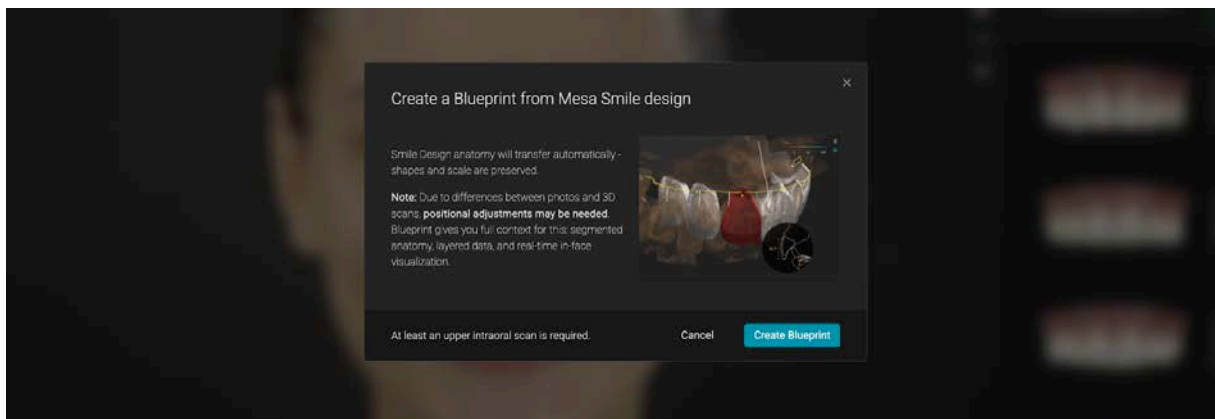 Create a Blueprint from Mesa Smile design
Smile Design anatomy will transfer automatically -
shapes and scale are preserved.
Note: Due to differences between photos and 3D
scans, positional adjustments may be needed.
Blueprint gives you full context for this: segmented
anatomy, layered data, and real-time in-face
visualization.
At least an upper intraoral scan is required.
Cancel
Create Blueprint